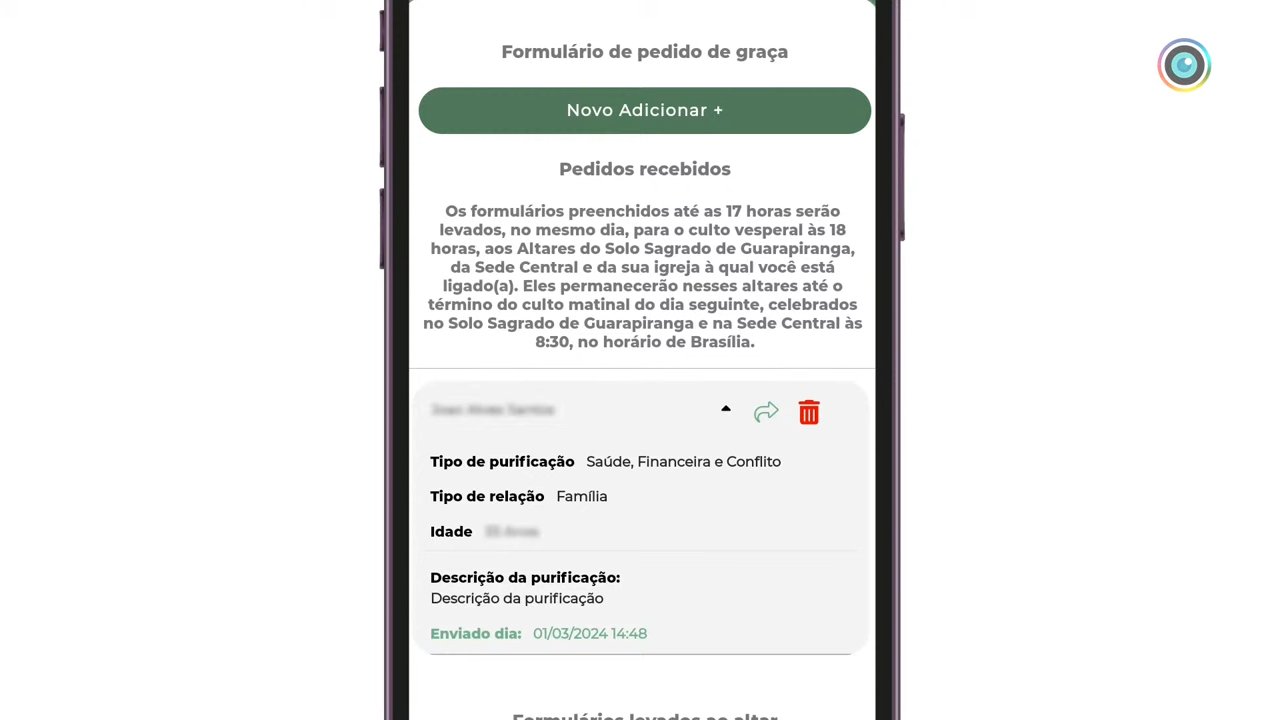 Formulário de pedido de graça
Novo Adicionar +
Pedidos recebidos
Os formulários preenchidos até as 17 horas serão
levados, no mesmo dia, para o culto vesperal às 18
horas, aos Altares do Solo Sagrado de Guarapiranga,
da Sede Central e da sua igreja à qual você está
ligado(a). Eles permanecerão nesses altares até o
término do culto matinal do dia seguinte, celebrados
no Solo Sagrado de Guarapiranga e na Sede Central às
8:30, no horário de Brasília.
Tipo de purificação Saúde, Financeira e Conflito
Tipo de relação Família
Idade
Descrição da purificação:
Descrição da purificação
Enviado dia: 01/03/2024 14:48
Formulários levados ao altar